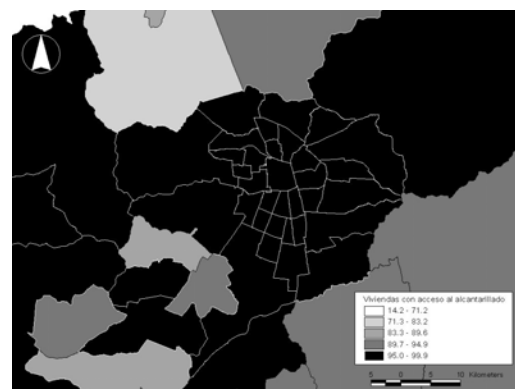 Viviendas con acceso al alcantarillado
14.2 - 71.2
71.3 - 83.2
83.3 - 89.6
89.7 - 94.9
95.0 - 99.9
5 0 5 10 Kilometers